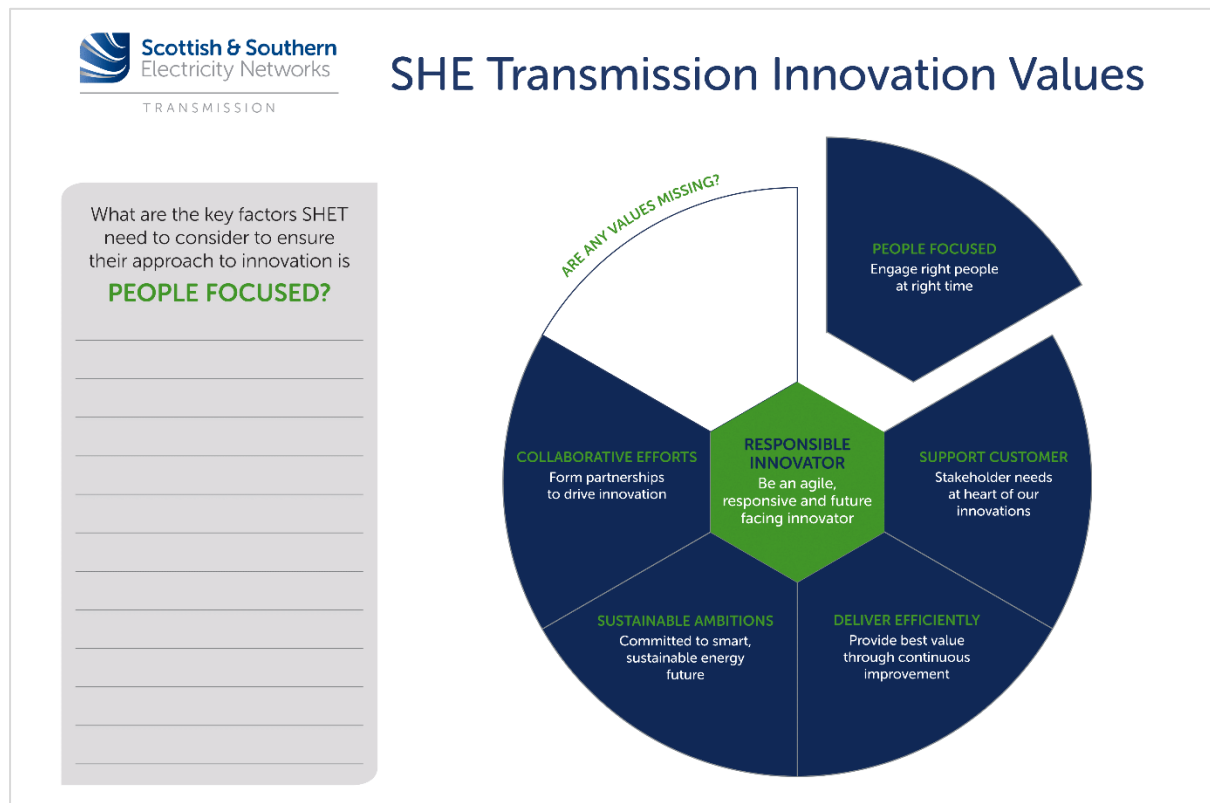 Scottish & Southern
Electricity Networks
TRANSMISSION
SHE Transmission Innovation Values
What are the key factors SHET
need to consider to ensure
their approach to innovation is
PEOPLE FOCUSED?
ARE ANY VALUES MISSING?
PEOPLE FOCUSED
Engage right people
at right time
COLLABORATIVE EFFORTS
Form partnerships
to drive innovation
RESPONSIBLE
INNOVATOR
Be an agile,
responsive and future
facing innovator
SUPPORT CUSTOMER
Stakeholder needs
at heart of our
innovations
SUSTAINABLE AMBITIONS
Committed to smart,
sustainable energy
future
DELIVER EFFICIENTLY
Provide best value
through continuous
improvement